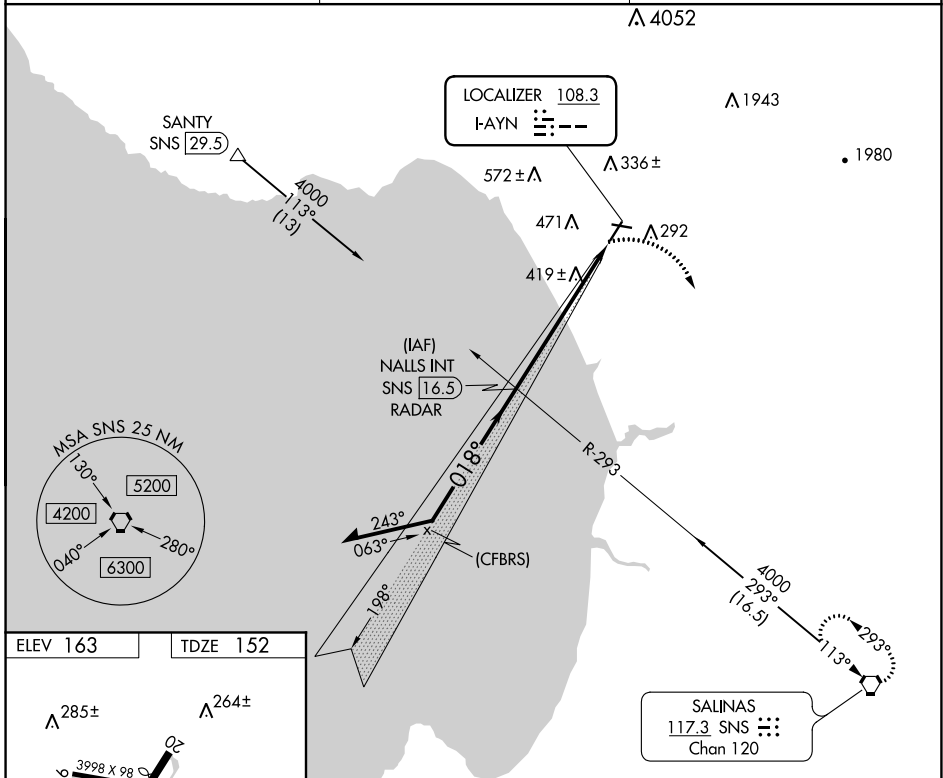 4052
LOCALIZER 108.3
I-AYN
1943
SANTY
SNS 29.5
572±
336±
1980
4000
113°
(13)
471
292
419±
(IAF)
NALLS INT
SNS 16.5
RADAR
R-293
018°
MSA SNS 25 NM
130°
5200
4200
040°
280°
6300
243°
063°
(CFBRS)
198°
4000
293°
(16.5)
113°
293°
SALINAS
117.3 SNS
Chan 120
ELEV 163
TDZE 152
285±
264±
20
3998 X 98